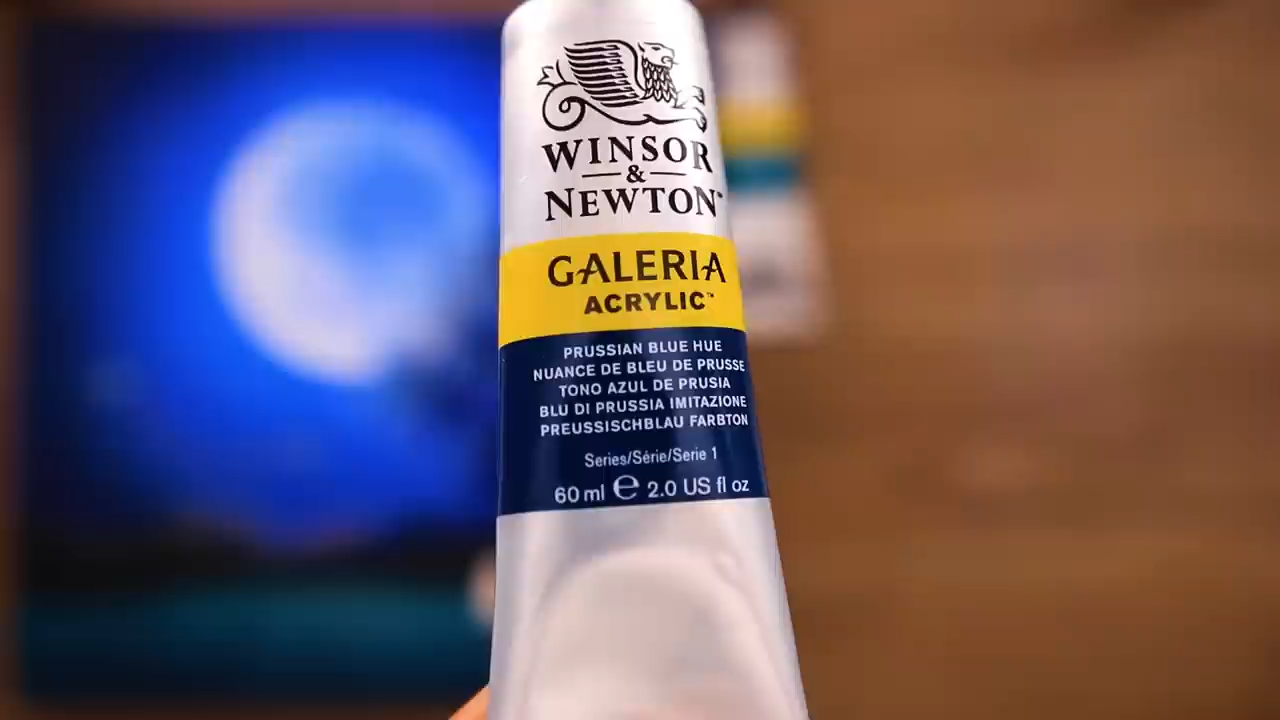 WINSOR
&
NEWTON™
GALERIA
ACRYLIC™
PRUSSIAN BLUE HUE
NUANCE DE BLEU DE PRUSSE
TONO AZUL DE PRUSIA
BLU DI PRUSSIA IMITAZIONE
PREUSSISCHBLAU FARBTON
Series/Série/Serie 1
60 ml ℮ 2.0 US fl oz